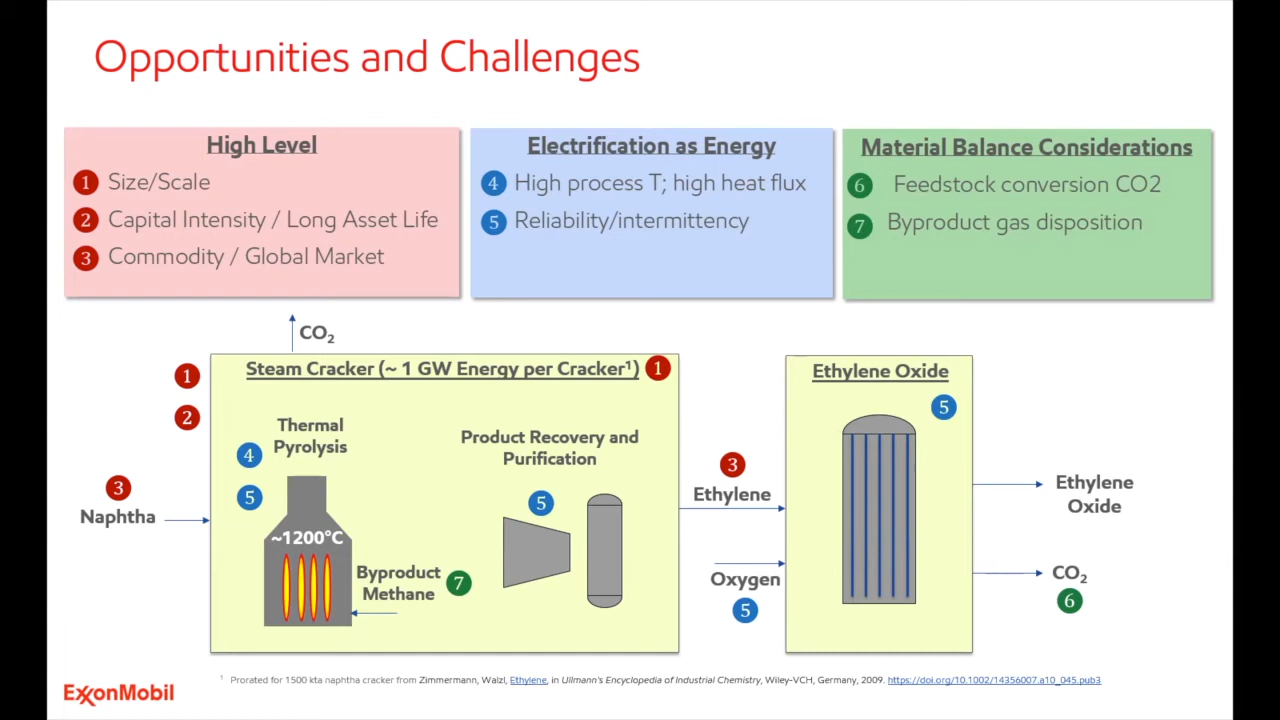 Opportunities and Challenges
High Level
1 Size/Scale
2 Capital Intensity / Long Asset Life
3 Commodity / Global Market
Electrification as Energy
4 High process T; high heat flux
5 Reliability/intermittency
Material Balance Considerations
6 Feedstock conversion CO2
7 Byproduct gas disposition
CO₂
1
2
3
Naphtha
Steam Cracker (~ 1 GW Energy per Cracker¹) 1
Thermal
Pyrolysis
4
5
~1200°C
Byproduct
Methane
7
Product Recovery and
Purification
5
3
Ethylene
Oxygen
5
Ethylene Oxide
5
Ethylene
Oxide
CO₂
6
ExxonMobil
¹ Prorated for 1500 kta naphtha cracker from Zimmermann, Walzl, Ethylene, in Ullmann's Encyclopedia of Industrial Chemistry, Wiley-VCH, Germany, 2009. https://doi.org/10.1002/14356007.a10_045.pub3